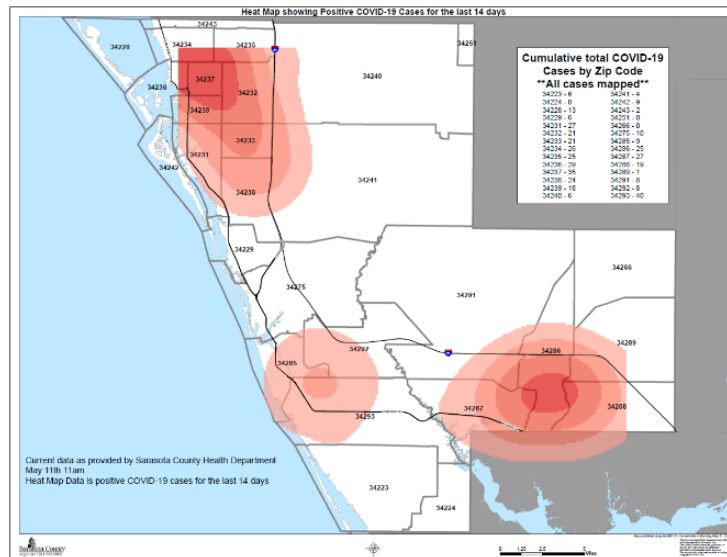 Heat Map showing Positive COVID-19 Cases for the last 14 days
34243
34234
34235
34228
34251
34240
34237
34236
34232
34239
34233
34231
34242
34241
34238
34229
34275
34291
34266
34289
34292
34286
34285
34287
34288
34293
34223
34224
Cumulative total COVID-19
Cases by Zip Code
**All cases mapped**
34223 - 6 34241 - 4
34224 - 0 34242 - 9
34228 - 13 34243 - 2
34229 - 6 34251 - 0
34231 - 27 34266 - 0
34232 - 21 34275 - 10
34233 - 21 34285 - 9
34234 - 26 34286 - 25
34235 - 25 34287 - 27
34236 - 29 34288 - 19
34237 - 35 34289 - 1
34238 - 24 34291 - 8
34239 - 18 34292 - 8
34240 - 6 34293 - 40
Current data as provided by Sarasota County Health Department
May 11th 11am
Heat Map Data is positive COVID-19 cases for the last 14 days
Sarasota County
0 1.25 2.5 5
Miles